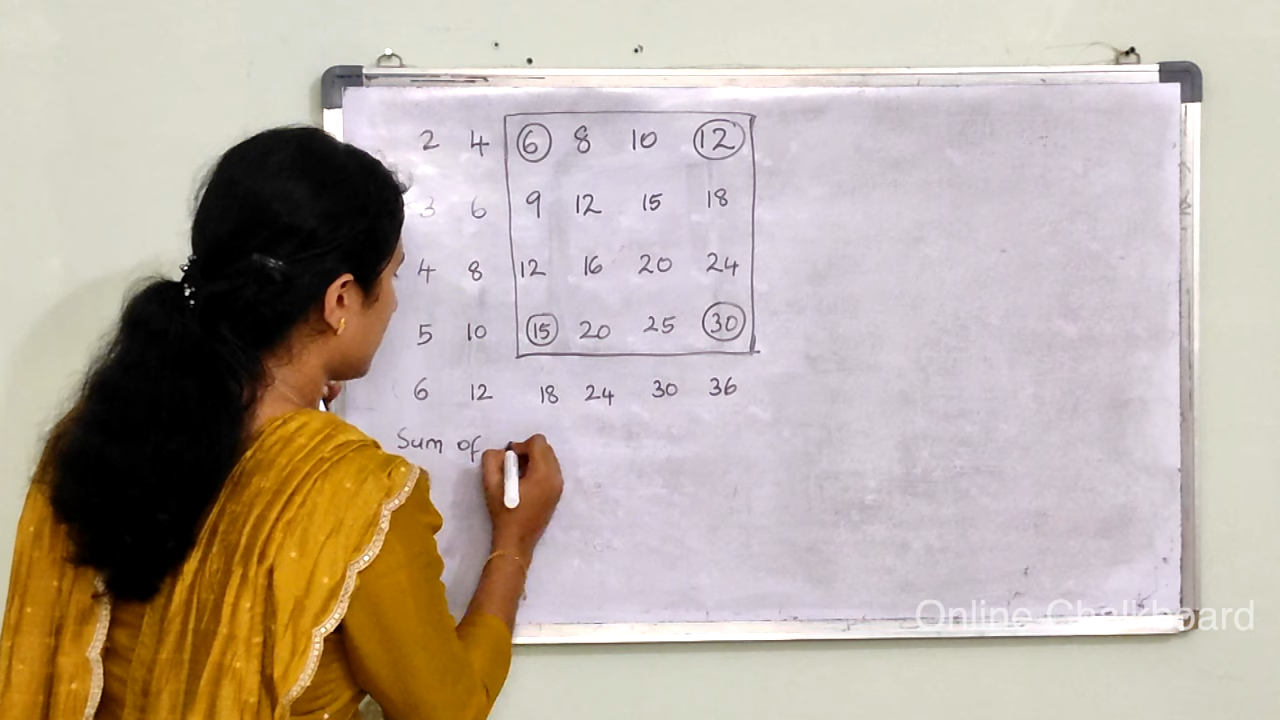 2 4 6 8 10 12
3 6 9 12 15 18
4 8 12 16 20 24
5 10 15 20 25 30
6 12 18 24 30 36
Sum of
Online Chalkboard